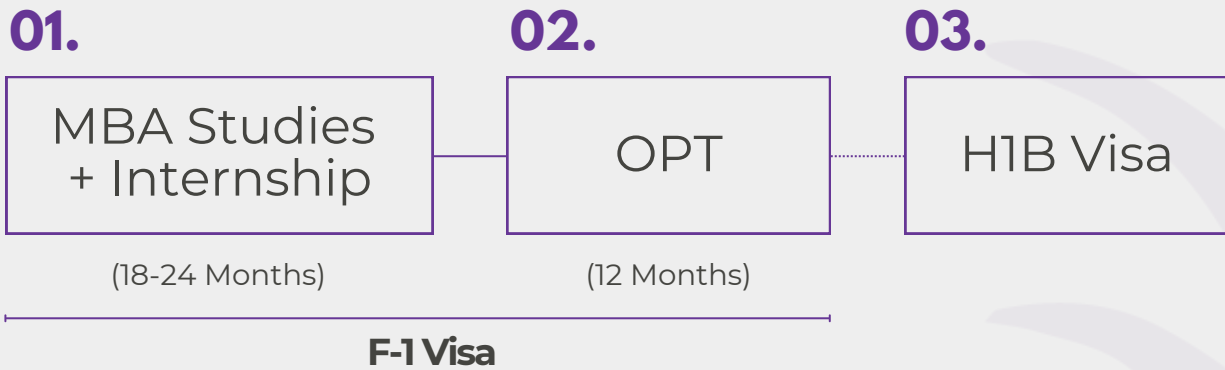 01.
MBA Studies
+ Internship
(18-24 Months)
02.
OPT
(12 Months)
03.
H1B Visa
F-1 Visa